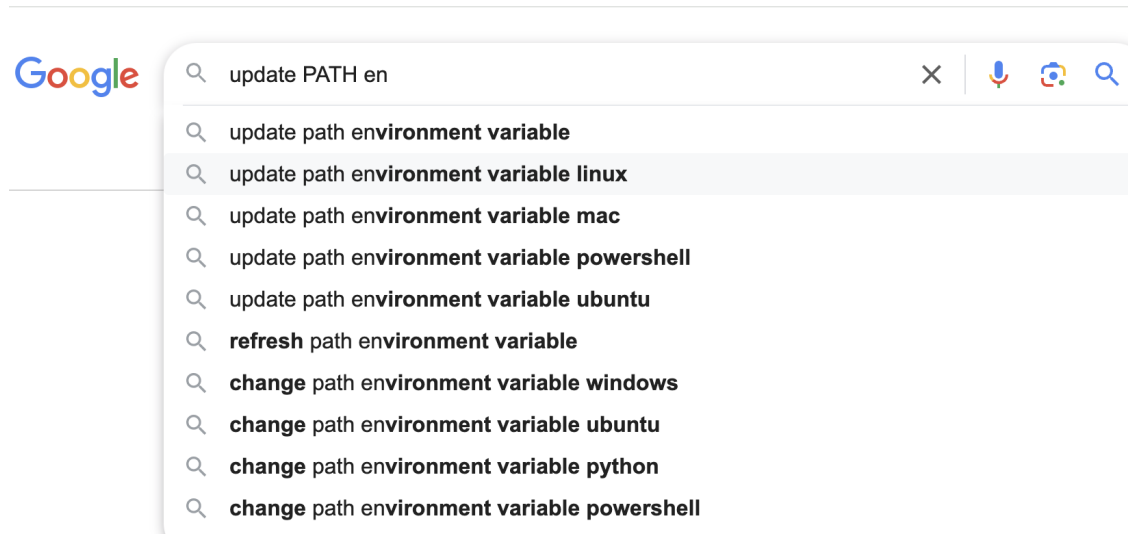 Google
update PATH en
update path environment variable
update path environment variable linux
update path environment variable mac
update path environment variable powershell
update path environment variable ubuntu
refresh path environment variable
change path environment variable windows
change path environment variable ubuntu
change path environment variable python
change path environment variable powershell